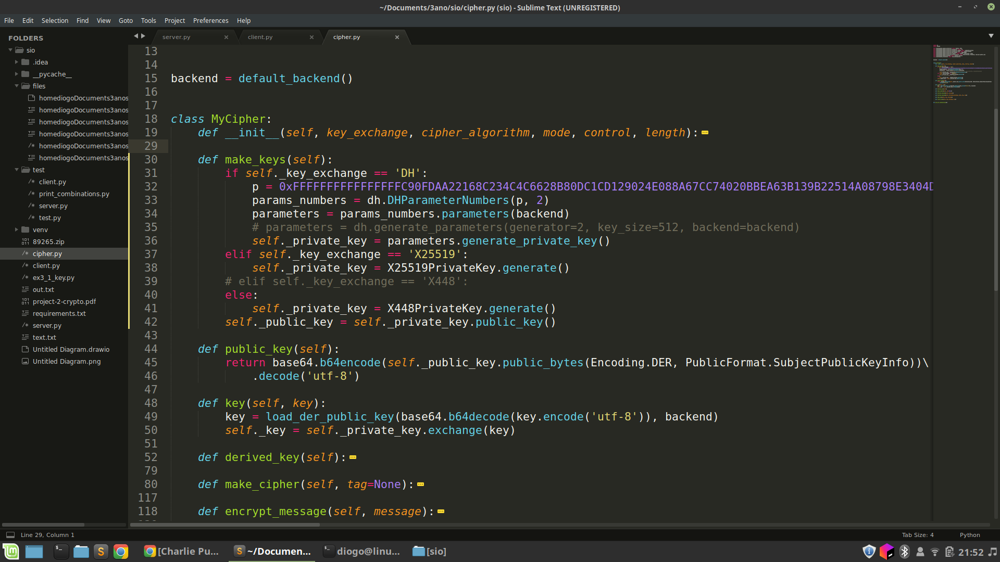 ~/Documents/3ano/sio/cipher.py (sio) - Sublime Text (UNREGISTERED)
File Edit Selection Find View Goto Tools Project Preferences Help
FOLDERS
sio
.idea
__pycache__
files
homediogoDocuments3anos
homediogoDocuments3anos
homediogoDocuments3anos
homediogoDocuments3anos
homediogoDocuments3anos
homediogoDocuments3anos
test
client.py
print_combinations.py
server.py
test.py
venv
89265.zip
cipher.py
client.py
ex3_1_key.py
out.txt
project-2-crypto.pdf
requirements.txt
server.py
text.txt
Untitled Diagram.drawio
Untitled Diagram.png
server.py client.py cipher.py
13
14
15 backend = default_backend()
16
17
18 class MyCipher:
19 def __init__(self, key_exchange, cipher_algorithm, mode, control, length):
29
30 def make_keys(self):
31 if self._key_exchange == 'DH':
32 p = 0xFFFFFFFFFFFFFFFFC90FDAA22168C234C4C6628B80DC1CD129024E088A67CC74020BBEA63B139B22514A08798E3404D
33 params_numbers = dh.DHParameterNumbers(p, 2)
34 parameters = params_numbers.parameters(backend)
35 # parameters = dh.generate_parameters(generator=2, key_size=512, backend=backend)
36 self._private_key = parameters.generate_private_key()
37 elif self._key_exchange == 'X25519':
38 self._private_key = X25519PrivateKey.generate()
39 # elif self._key_exchange == 'X448':
40 else:
41 self._private_key = X448PrivateKey.generate()
42 self._public_key = self._private_key.public_key()
43
44 def public_key(self):
45 return base64.b64encode(self._public_key.public_bytes(Encoding.DER, PublicFormat.SubjectPublicKeyInfo))\
46 .decode('utf-8')
47
48 def key(self, key):
49 key = load_der_public_key(base64.b64decode(key.encode('utf-8')), backend)
50 self._key = self._private_key.exchange(key)
51
52 def derived_key(self):
79
80 def make_cipher(self, tag=None):
117
118 def encrypt_message(self, message):
Line 29, Column 1
Tab Size: 4 Python
[Charlie Pu... ~/Documen... diogo@linu... [sio] 21:52